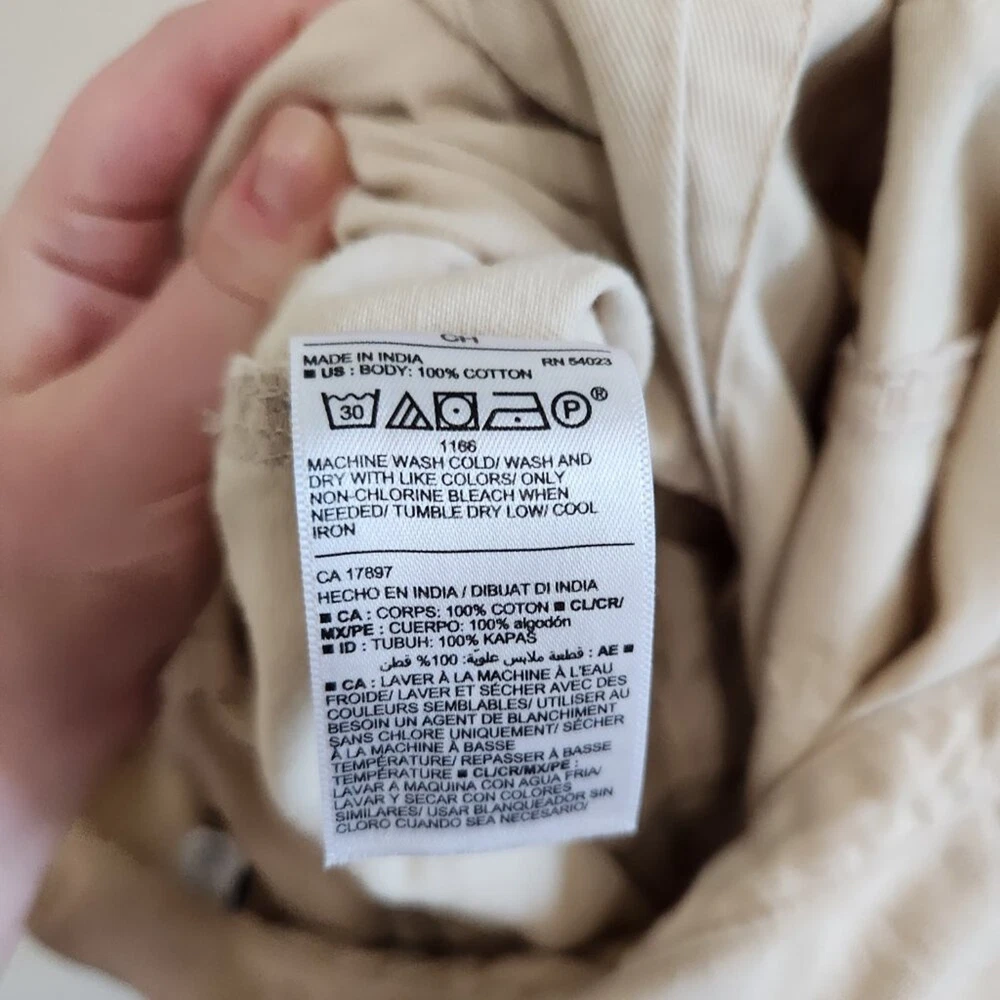 MADE IN INDIA RN 54023
■ US : BODY: 100% COTTON
30 P ®
1166
MACHINE WASH COLD/ WASH AND
DRY WITH LIKE COLORS/ ONLY
NON-CHLORINE BLEACH WHEN
NEEDED/ TUMBLE DRY LOW/ COOL
IRON
CA 17897
HECHO EN INDIA / DIBUAT DI INDIA
■ CA : CORPS: 100% COTON ■ CL/CR/
MX/PE : CUERPO: 100% algodón
■ ID : TUBUH: 100% KAPAS
■ AE : قطعة ملابس علويّة: 100% قطن
■ CA : LAVER À LA MACHINE À L'EAU
FROIDE/ LAVER ET SÉCHER AVEC DES
COULEURS SEMBLABLES/ UTILISER AU
BESOIN UN AGENT DE BLANCHIMENT
SANS CHLORE UNIQUEMENT/ SÉCHER
À LA MACHINE À BASSE
TEMPÉRATURE/ REPASSER À BASSE
TEMPÉRATURE ■ CL/CR/MX/PE :
LAVAR A MAQUINA CON AGUA FRIA/
LAVAR Y SECAR CON COLORES
SIMILARES/ USAR BLANQUEADOR SIN
CLORO CUANDO SEA NECESARIO/